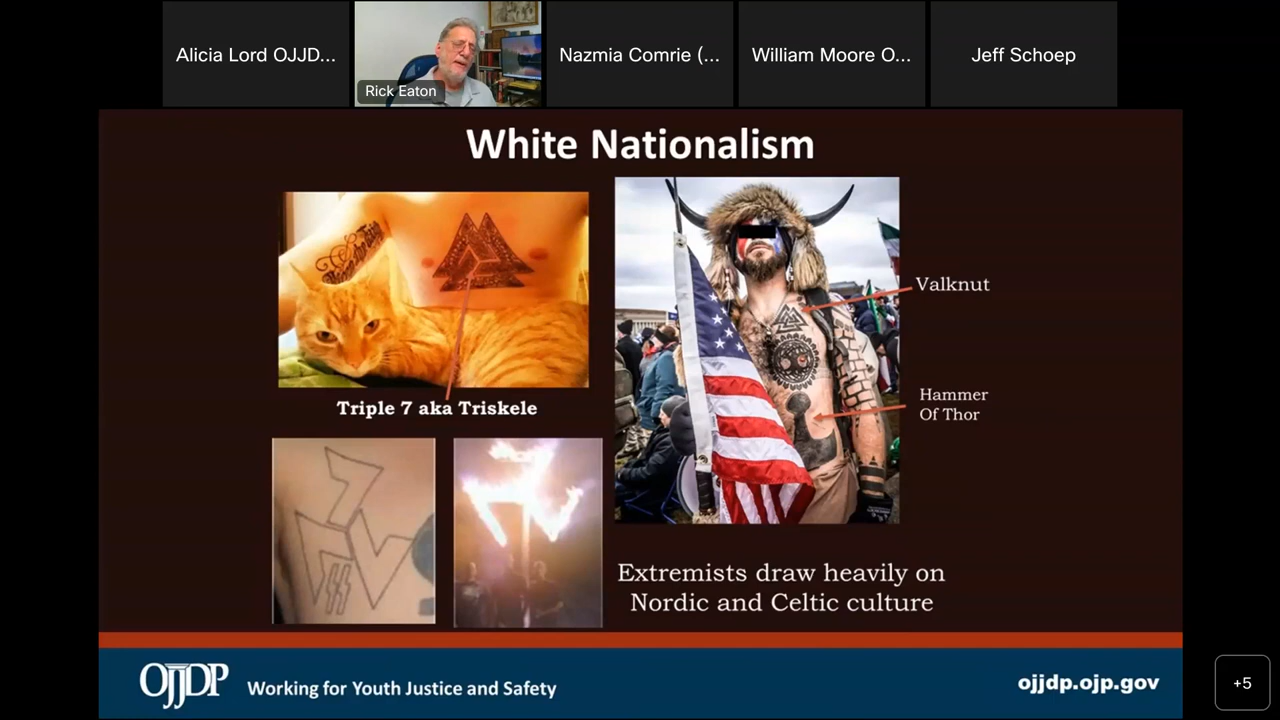 Alicia Lord OJJD...
Rick Eaton
Nazmia Comrie (...
William Moore O...
Jeff Schoep
White Nationalism
Valknut
Triple 7 aka Triskele
Hammer
Of Thor
Extremists draw heavily on
Nordic and Celtic culture
OJJDP
Working for Youth Justice and Safety
ojjdp.ojp.gov
+5